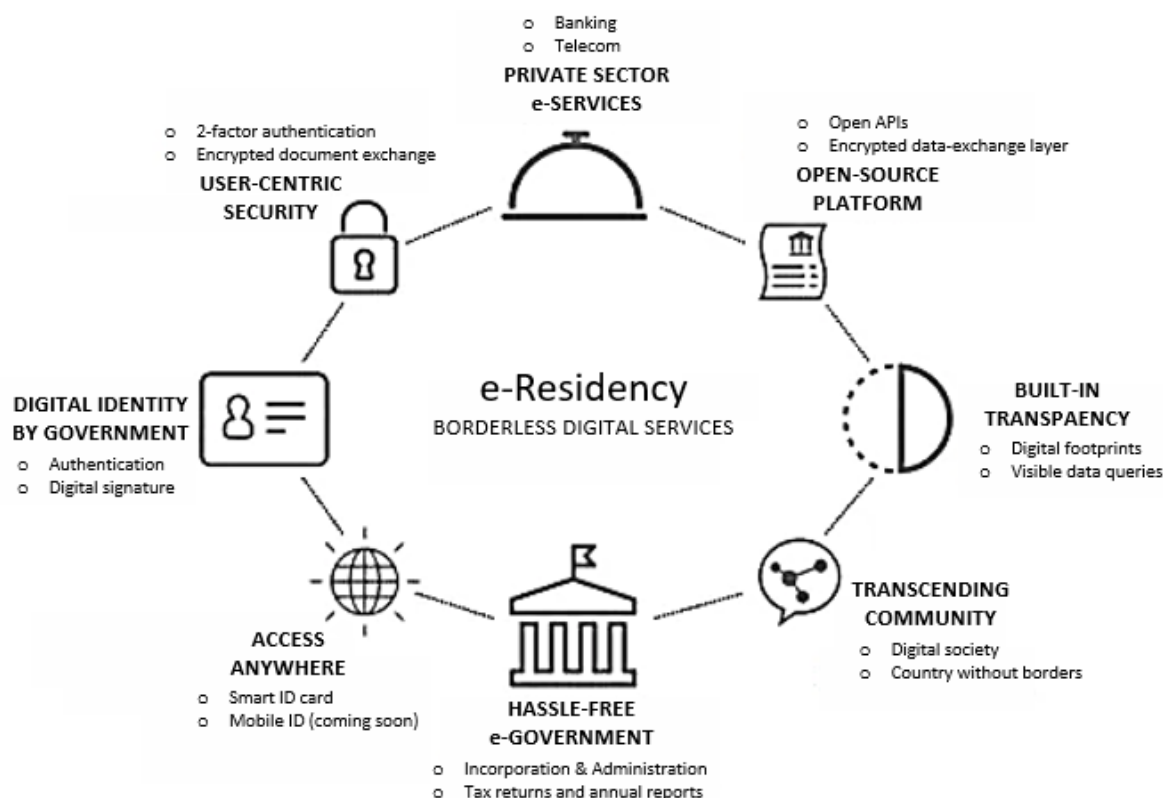 o Banking
o Telecom
PRIVATE SECTOR
e-SERVICES
o 2-factor authentication
o Encrypted document exchange
USER-CENTRIC
SECURITY
o Open APIs
o Encrypted data-exchange layer
OPEN-SOURCE
PLATFORM
DIGITAL IDENTITY
BY GOVERNMENT
o Authentication
o Digital signature
e-Residency
BORDERLESS DIGITAL SERVICES
BUILT-IN
TRANSPAENCY
o Digital footprints
o Visible data queries
ACCESS
ANYWHERE
o Smart ID card
o Mobile ID (coming soon)
HASSLE-FREE
e-GOVERNMENT
o Incorporation & Administration
o Tax returns and annual reports
TRANSCENDING
COMMUNITY
o Digital society
o Country without borders